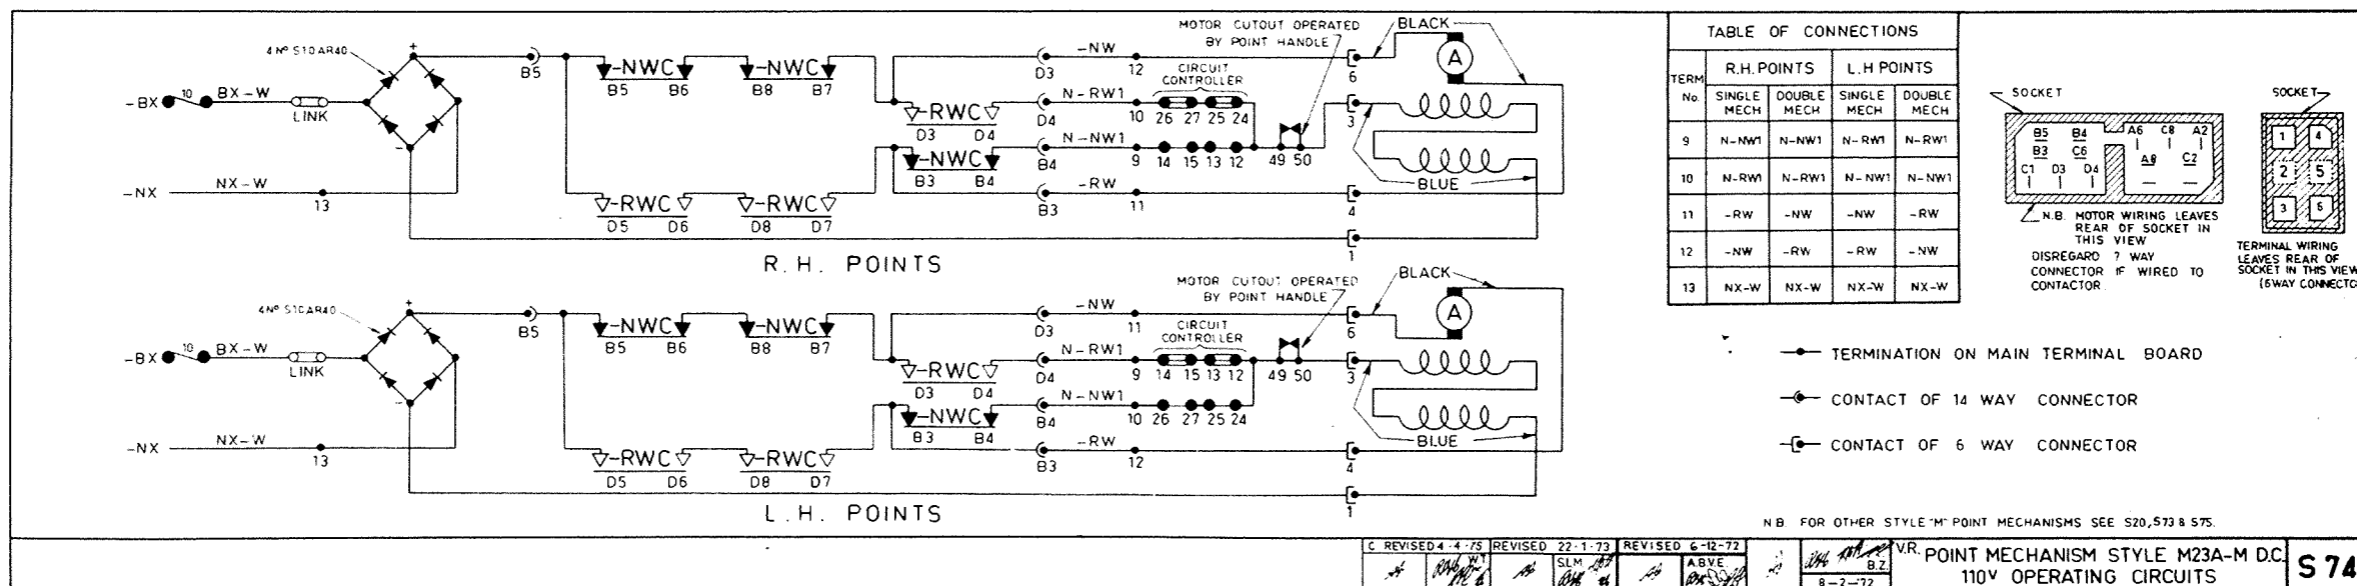 MOTOR CUTOUT OPERATED
BY POINT HANDLE
BLACK
4 Nº S10AR40
+
B5
-NWC
B5 B6
-NWC
B8 B7
D3
-NW
12
6
A
CIRCUIT
CONTROLLER
-BX
10
BX-W
LINK
-RWC
D3 D4
D4
N-RW1
10 26 27 25 24
3
-
-NWC
B3 B4
B4
N-NW1
9 14 15 13 12
49 50
-NX
NX-W
13
-RWC
D5 D6
-RWC
D8 D7
B3
-RW
11
4
BLUE
1
R.H. POINTS
MOTOR CUTOUT OPERATED
BY POINT HANDLE
BLACK
4Nº S10AR40
+
B5
-NWC
B5 B6
-NWC
B8 B7
D3
-NW
11
6
A
CIRCUIT
CONTROLLER
-BX
10
BX-W
LINK
-RWC
D3 D4
D4
N-RW1
9 14 15 13 12
49 50
3
-
-NWC
B3 B4
B4
N-NW1
10 26 27 25 24
-NX
NX-W
13
-RWC
D5 D6
-RWC
D8 D7
B3
-RW
12
4
BLUE
1
L.H. POINTS
TABLE OF CONNECTIONS
TERM No. R.H. POINTS L.H POINTS
SINGLE MECH DOUBLE MECH SINGLE MECH DOUBLE MECH
9 N-NW1 N-NW1 N-RW1 N-RW1
10 N-RW1 N-RW1 N-NW1 N-NW1
11 -RW -NW -NW -RW
12 -NW -RW -RW -NW
13 NX-W NX-W NX-W NX-W
SOCKET
B5 B4 A6 C8 A2
B3 C6 A8 C2
C1 D3 D4
N.B. MOTOR WIRING LEAVES
REAR OF SOCKET IN
THIS VIEW
DISREGARD 7 WAY
CONNECTOR IF WIRED TO
CONTACTOR
SOCKET
1 4
2 5
3 6
TERMINAL WIRING
LEAVES REAR OF
SOCKET IN THIS VIEW
(6WAY CONNECTO
TERMINATION ON MAIN TERMINAL BOARD
CONTACT OF 14 WAY CONNECTOR
CONTACT OF 6 WAY CONNECTOR
N B. FOR OTHER STYLE "M" POINT MECHANISMS SEE S20, S73 & S75.
C REVISED 4-4-75 REVISED 22-1-73 REVISED 6-12-72
W.T. SLM A.B.V.E. B.Z.
8-2-72
V.R. POINT MECHANISM STYLE M23A-M D.C.
110V OPERATING CIRCUITS
S 74